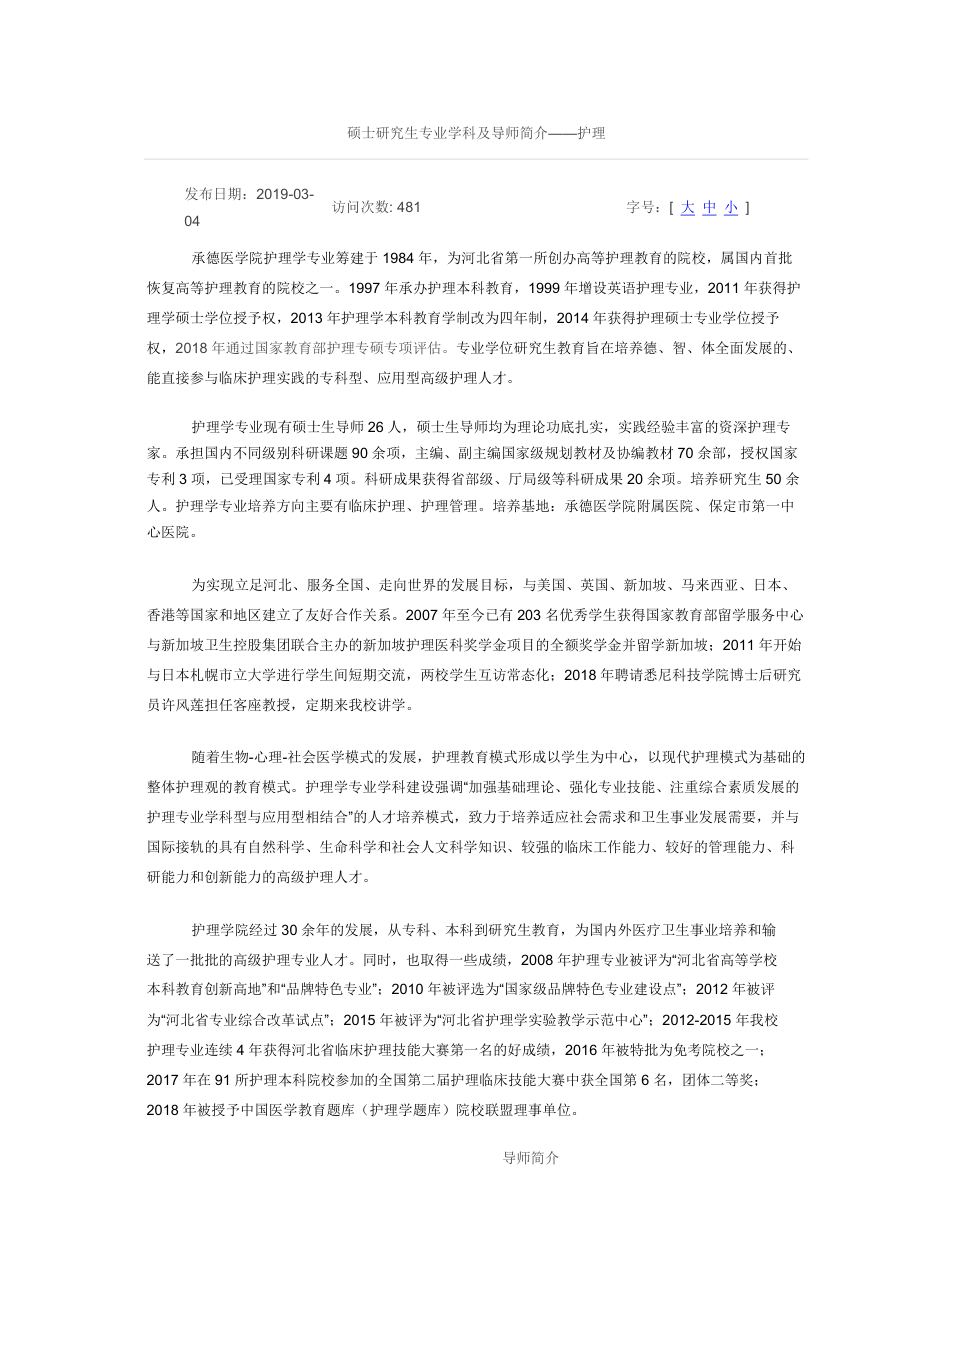 硕士研究生专业学科及导师简介——护理
发布日期：2019-03-
04
访问次数: 481
字号：[ 大 中 小 ]
承德医学院护理学专业筹建于 1984 年，为河北省第一所创办高等护理教育的院校，属国内首批
恢复高等护理教育的院校之一。1997 年承办护理本科教育，1999 年增设英语护理专业，2011 年获得护
理学硕士学位授予权，2013 年护理学本科教育学制改为四年制，2014 年获得护理硕士专业学位授予
权，2018 年通过国家教育部护理专硕专项评估。专业学位研究生教育旨在培养德、智、体全面发展的、
能直接参与临床护理实践的专科型、应用型高级护理人才。
护理学专业现有硕士生导师 26 人，硕士生导师均为理论功底扎实，实践经验丰富的资深护理专
家。承担国内不同级别科研课题 90 余项，主编、副主编国家级规划教材及协编教材 70 余部，授权国家
专利 3 项，已受理国家专利 4 项。科研成果获得省部级、厅局级等科研成果 20 余项。培养研究生 50 余
人。护理学专业培养方向主要有临床护理、护理管理。培养基地：承德医学院附属医院、保定市第一中
心医院。
为实现立足河北、服务全国、走向世界的发展目标，与美国、英国、新加坡、马来西亚、日本、
香港等国家和地区建立了友好合作关系。2007 年至今已有 203 名优秀学生获得国家教育部留学服务中心
与新加坡卫生控股集团联合主办的新加坡护理医科奖学金项目的全额奖学金并留学新加坡；2011 年开始
与日本札幌市立大学进行学生间短期交流，两校学生互访常态化；2018 年聘请悉尼科技学院博士后研究
员许风莲担任客座教授，定期来我校讲学。
随着生物-心理-社会医学模式的发展，护理教育模式形成以学生为中心，以现代护理模式为基础的
整体护理观的教育模式。护理学专业学科建设强调“加强基础理论、强化专业技能、注重综合素质发展的
护理专业学科型与应用型相结合”的人才培养模式，致力于培养适应社会需求和卫生事业发展需要，并与
国际接轨的具有自然科学、生命科学和社会人文科学知识、较强的临床工作能力、较好的管理能力、科
研能力和创新能力的高级护理人才。
护理学院经过 30 余年的发展，从专科、本科到研究生教育，为国内外医疗卫生事业培养和输
送了一批批的高级护理专业人才。同时，也取得一些成绩，2008 年护理专业被评为“河北省高等学校
本科教育创新高地”和“品牌特色专业”；2010 年被评选为“国家级品牌特色专业建设点”；2012 年被评
为“河北省专业综合改革试点”；2015 年被评为“河北省护理学实验教学示范中心”；2012-2015 年我校
护理专业连续 4 年获得河北省临床护理技能大赛第一名的好成绩，2016 年被特批为免考院校之一；
2017 年在 91 所护理本科院校参加的全国第二届护理临床技能大赛中获全国第 6 名，团体二等奖；
2018 年被授予中国医学教育题库（护理学题库）院校联盟理事单位。
导师简介